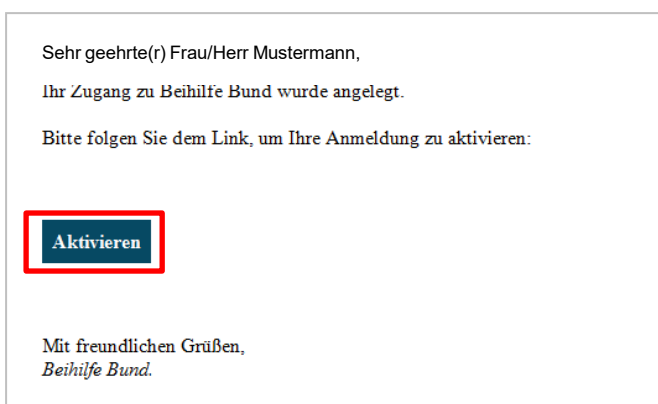 Sehr geehrte(r) Frau/Herr Mustermann,
Ihr Zugang zu Beihilfe Bund wurde angelegt.
Bitte folgen Sie dem Link, um Ihre Anmeldung zu aktivieren:
Aktivieren
Mit freundlichen Grüßen,
Beihilfe Bund.